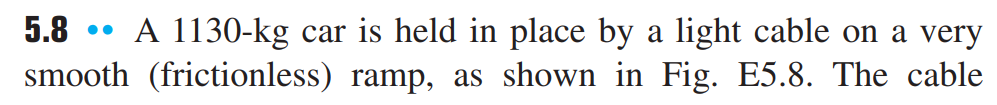 5.8 •• A 1130-kg car is held in place by a light cable on a very
smooth (frictionless) ramp, as shown in Fig. E5.8. The cable